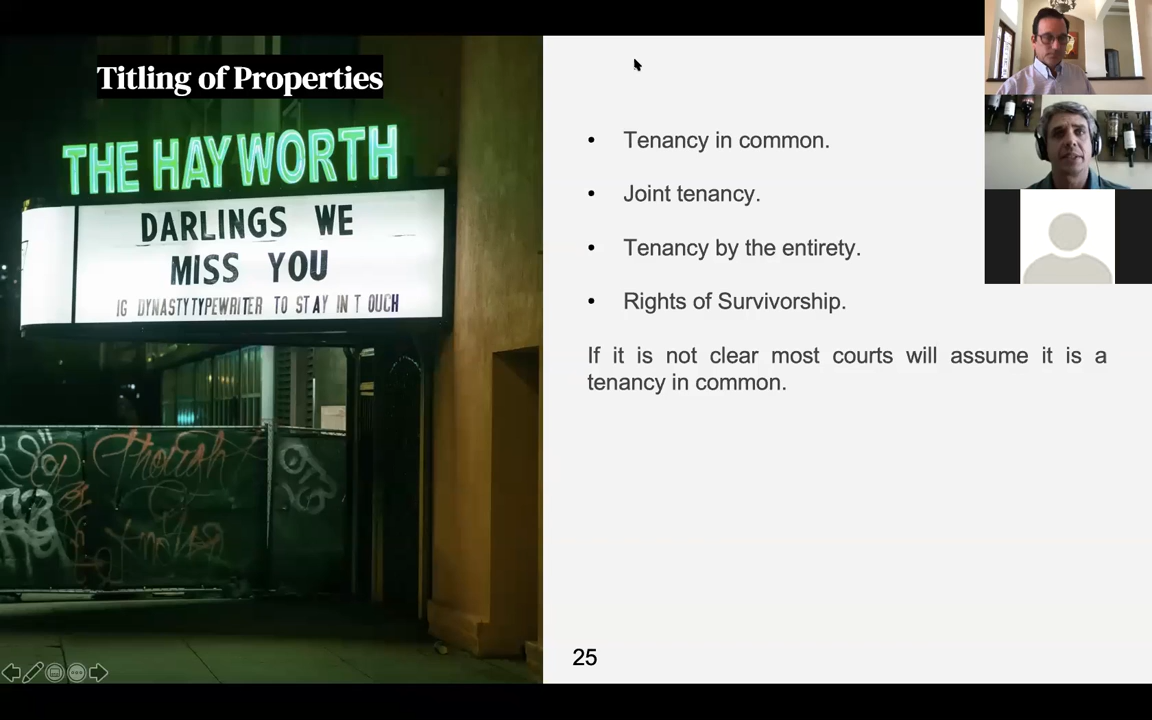 Titling of Properties
THE HAYWORTH
DARLINGS WE
MISS YOU
IG DYNASTYTYPEWRITER TO STAY IN T OUCH
Though
• Tenancy in common.
• Joint tenancy.
• Tenancy by the entirety.
• Rights of Survivorship.
If it is not clear most courts will assume it is a
tenancy in common.
25